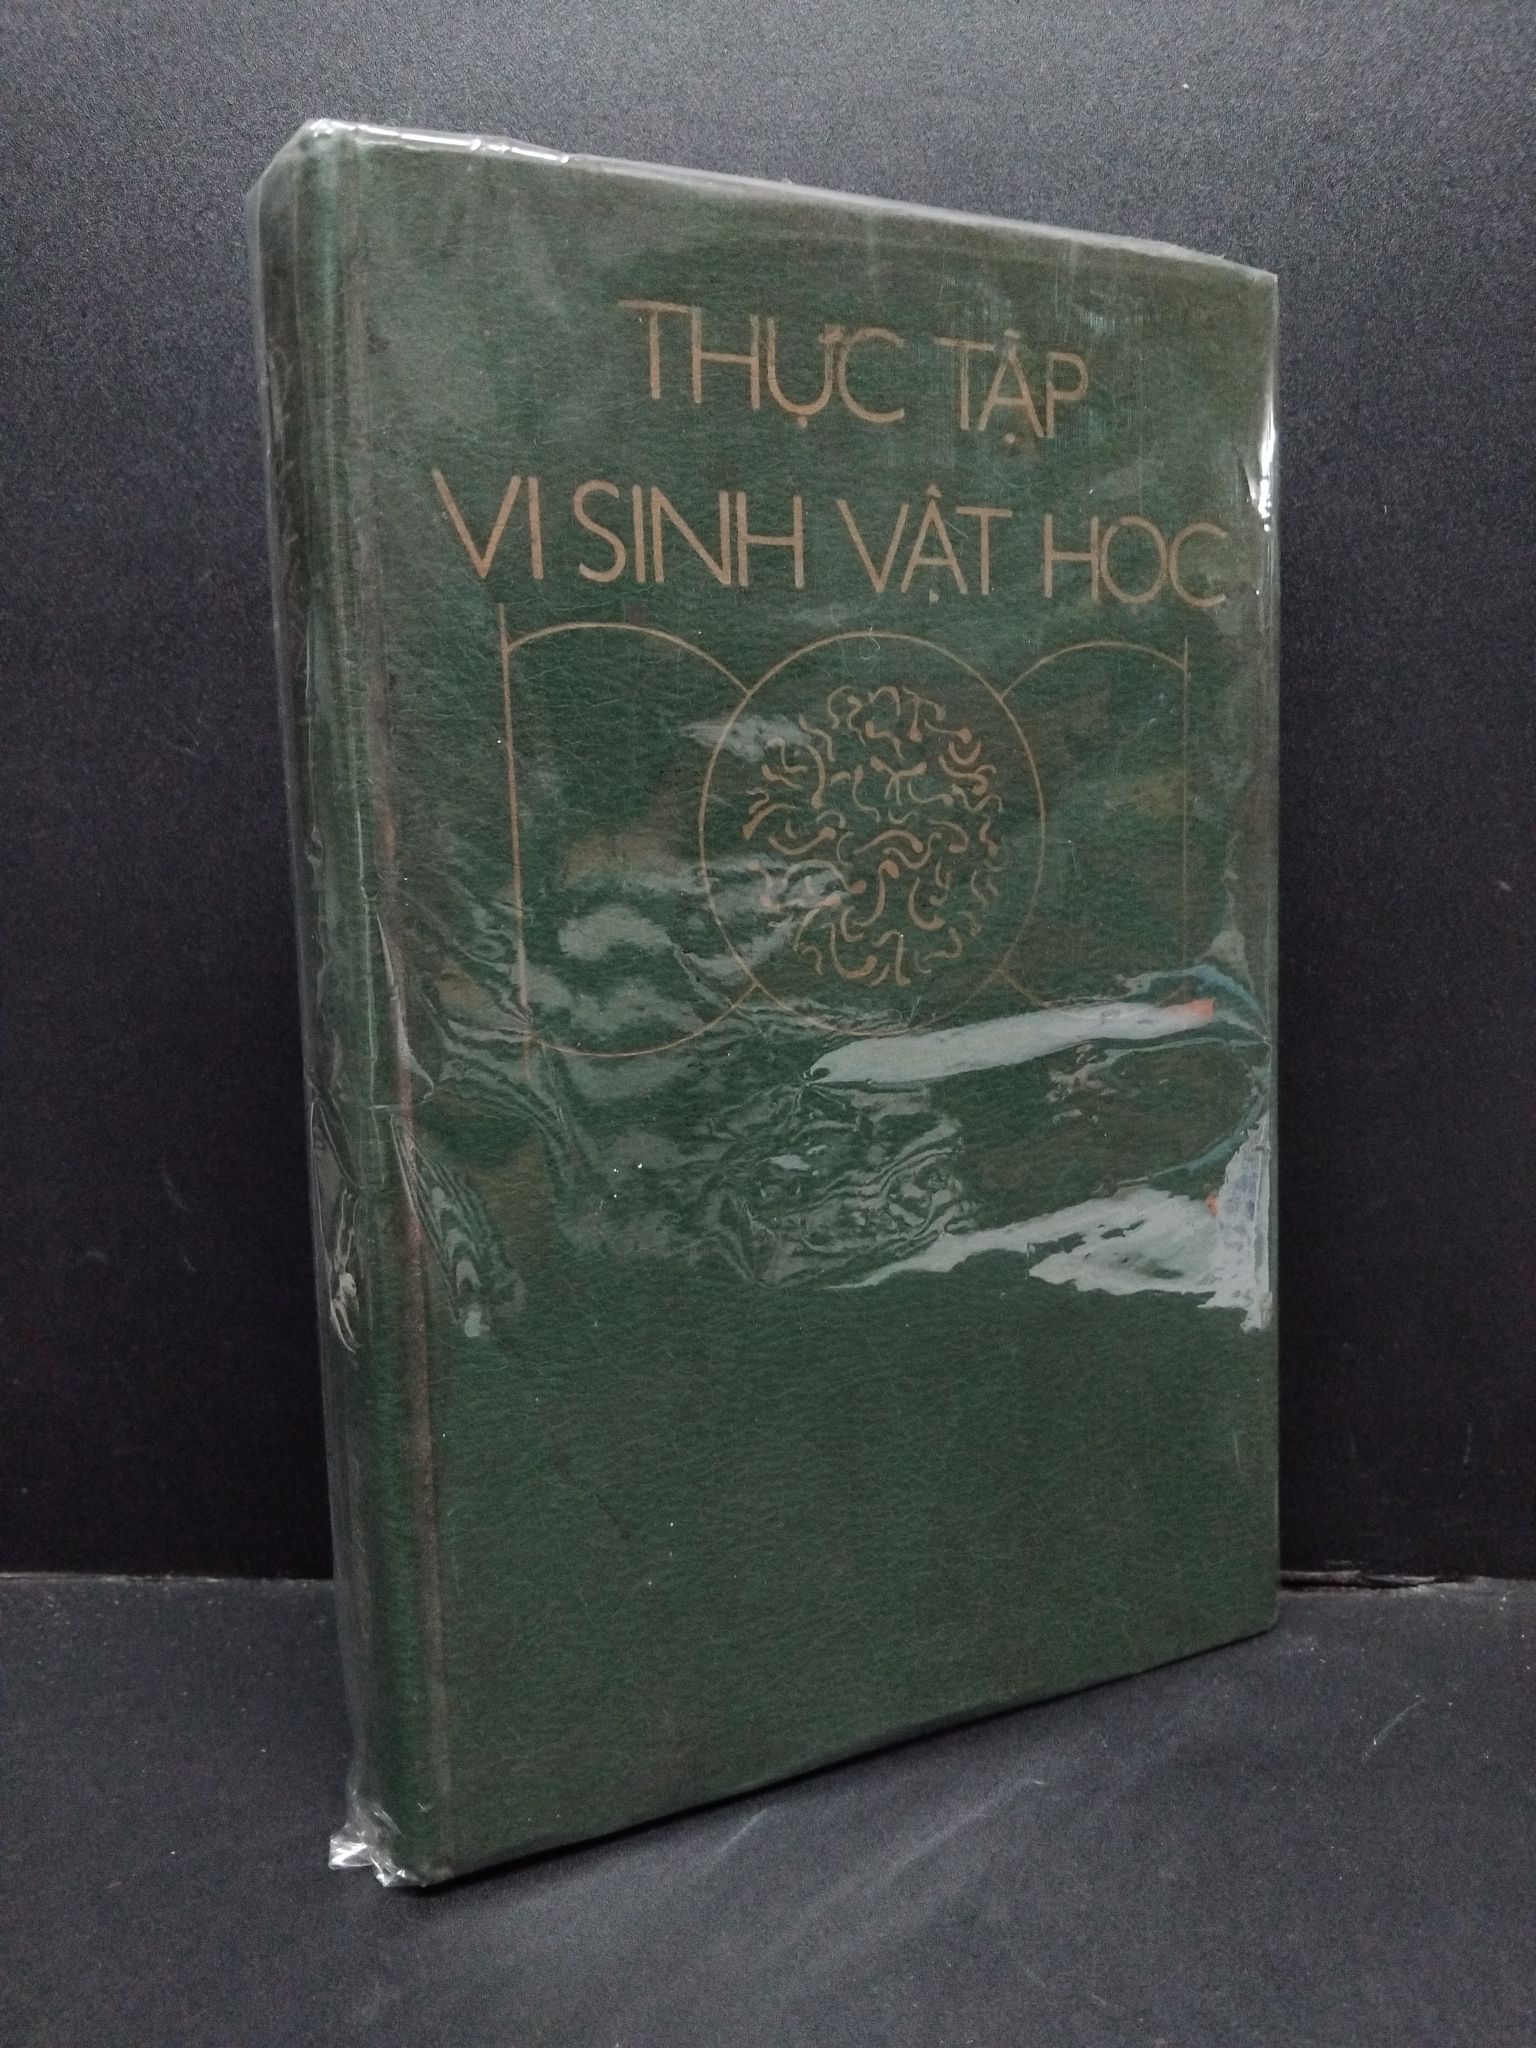 THỰC TẬP
VI SINH VẬT HỌC